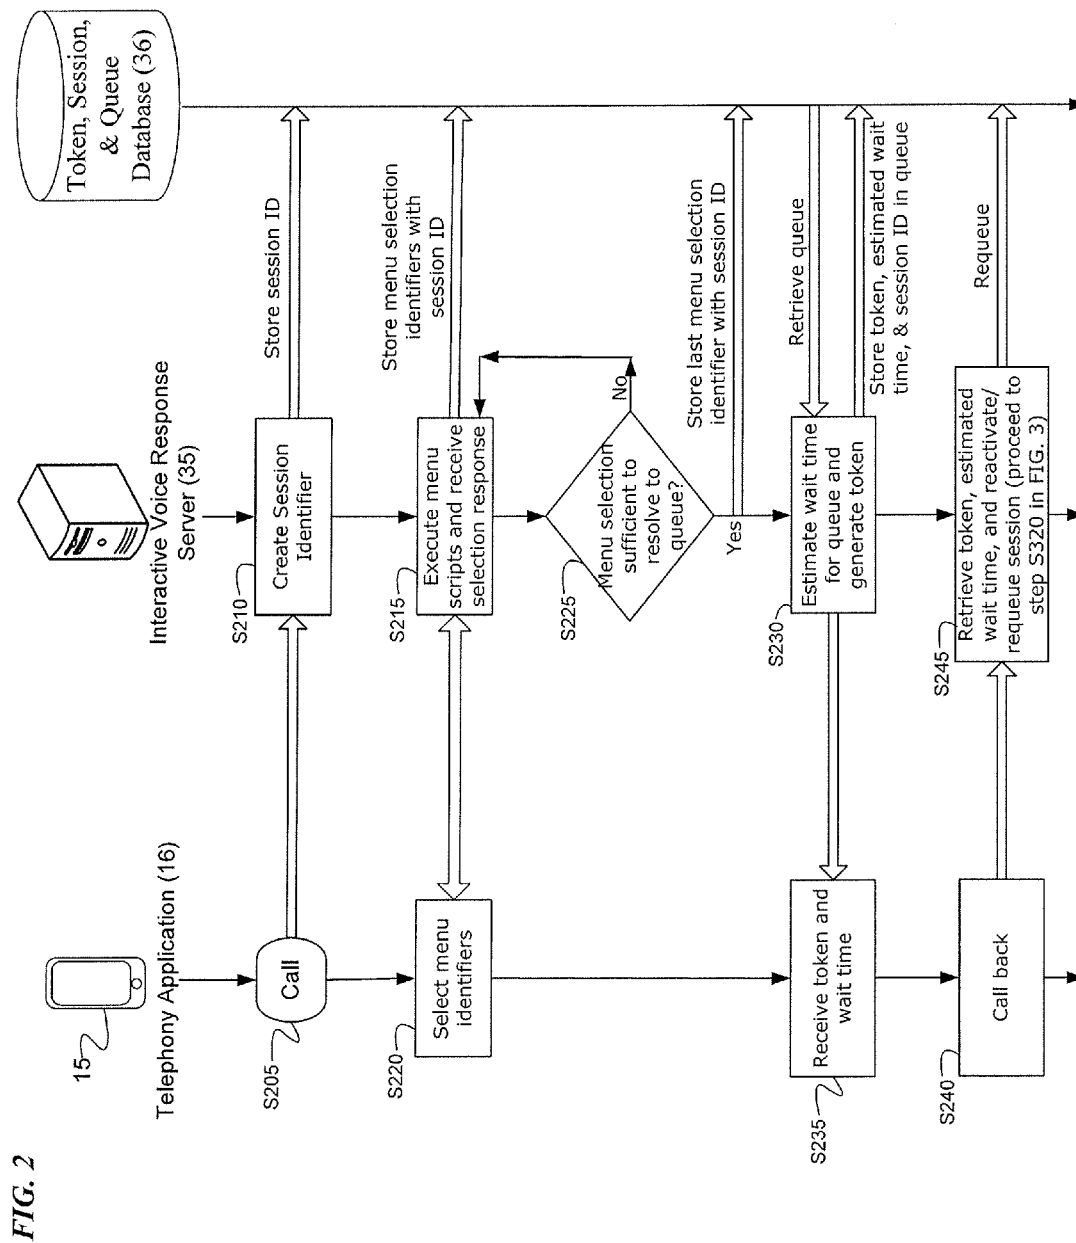 FIG. 2
15
Telephony Application (16)
Interactive Voice Response
Server (35)
Token, Session,
& Queue
Database (36)
S205
Call
S210
Create Session
Identifier
Store session ID
S220
Select menu
identifiers
S215
Execute menu
scripts and receive
selection response
Store menu selection
identifiers with
session ID
S225
Menu selection
sufficient to
resolve to
queue?
No
Yes
Store last menu selection
identifier with session ID
S235
Receive token and
wait time
S230
Estimate wait time
for queue and
generate token
Retrieve queue
Store token, estimated wait
time, & session ID in queue
S240
Call back
S245
Retrieve token, estimated
wait time, and reactivate/
requeue session (proceed to
step S320 in FIG. 3)
Requeue